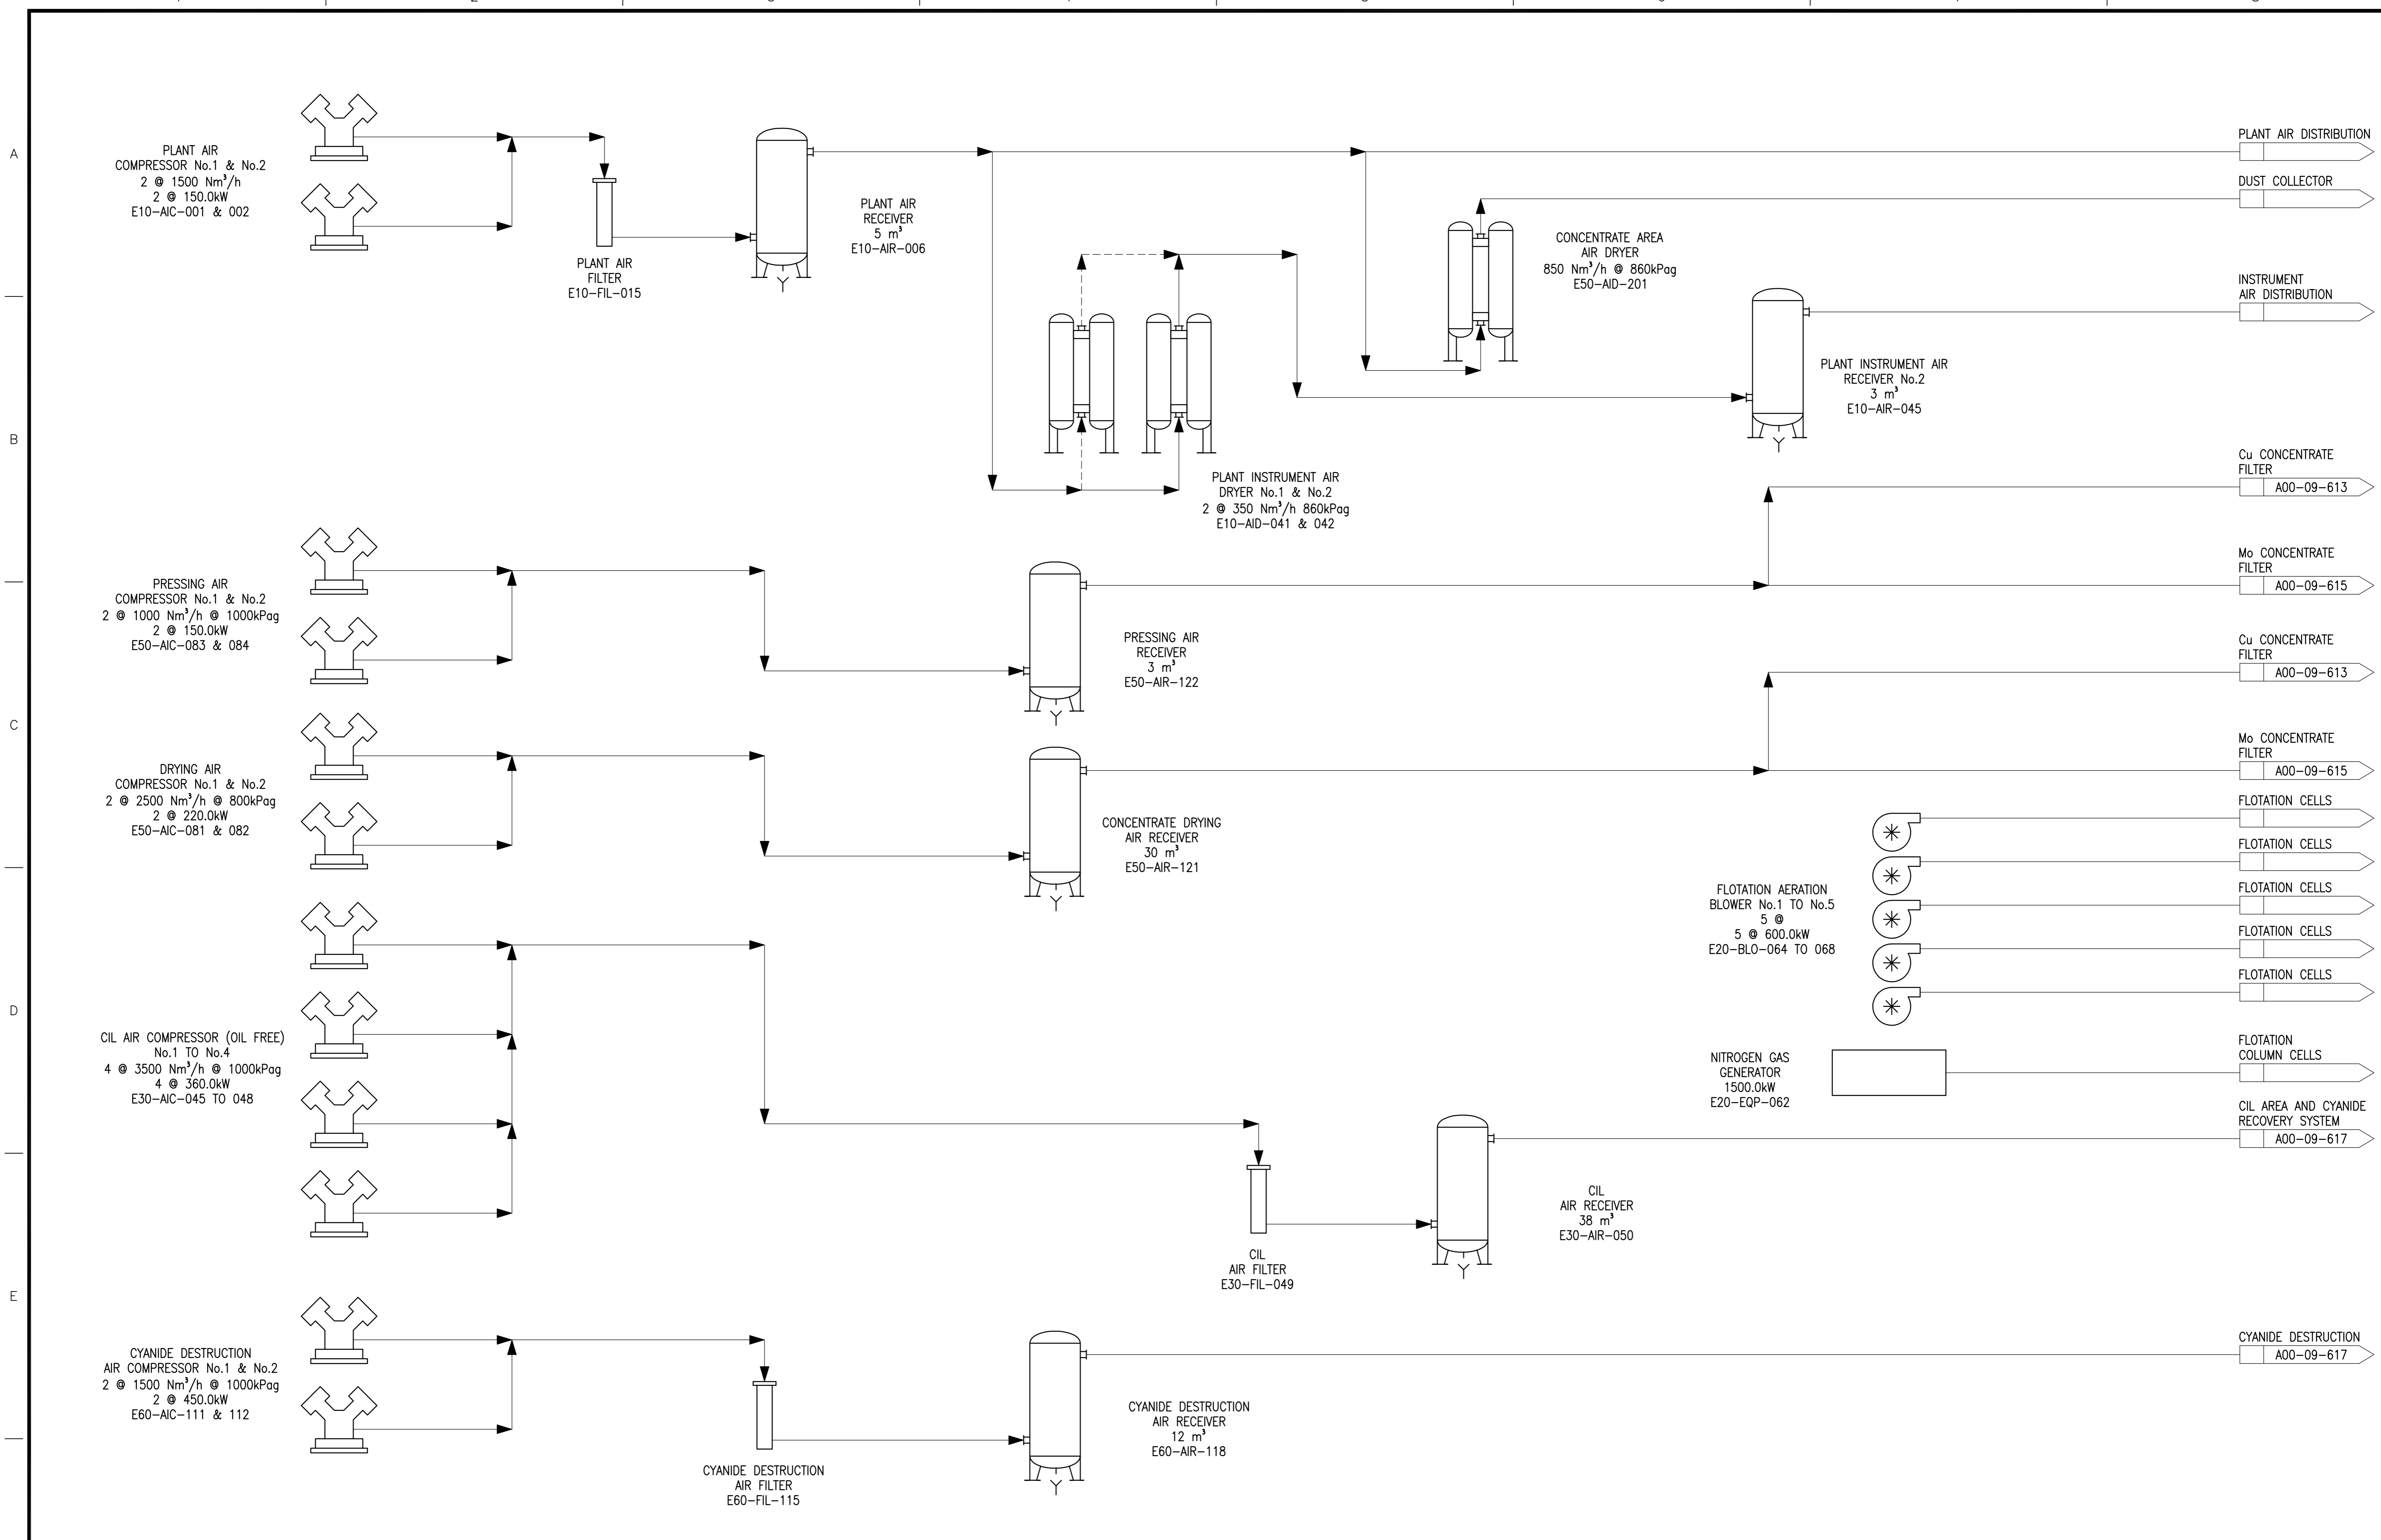 A
B
C
D
E
PLANT AIR
COMPRESSOR No.1 & No.2
2 @ 1500 Nm³/h
2 @ 150.0kW
E10-AIC-001 & 002
PLANT AIR
FILTER
E10-FIL-015
PLANT AIR
RECEIVER
5 m³
E10-AIR-006
CONCENTRATE AREA
AIR DRYER
850 Nm³/h @ 860kPag
E50-AID-201
PLANT INSTRUMENT AIR
RECEIVER No.2
3 m³
E10-AIR-045
PLANT INSTRUMENT AIR
DRYER No.1 & No.2
2 @ 350 Nm³/h 860kPag
E10-AID-041 & 042
PLANT AIR DISTRIBUTION
DUST COLLECTOR
INSTRUMENT
AIR DISTRIBUTION
Cu CONCENTRATE
FILTER
A00-09-613
Mo CONCENTRATE
FILTER
A00-09-615
PRESSING AIR
COMPRESSOR No.1 & No.2
2 @ 1000 Nm³/h @ 1000kPag
2 @ 150.0kW
E50-AIC-083 & 084
PRESSING AIR
RECEIVER
3 m³
E50-AIR-122
Cu CONCENTRATE
FILTER
A00-09-613
Mo CONCENTRATE
FILTER
A00-09-615
DRYING AIR
COMPRESSOR No.1 & No.2
2 @ 2500 Nm³/h @ 800kPag
2 @ 220.0kW
E50-AIC-081 & 082
CONCENTRATE DRYING
AIR RECEIVER
30 m³
E50-AIR-121
FLOTATION AERATION
BLOWER No.1 TO No.5
5 @
5 @ 600.0kW
E20-BLO-064 TO 068
FLOTATION CELLS
FLOTATION CELLS
FLOTATION CELLS
FLOTATION CELLS
FLOTATION CELLS
CIL AIR COMPRESSOR (OIL FREE)
No.1 TO No.4
4 @ 3500 Nm³/h @ 1000kPag
4 @ 360.0kW
E30-AIC-045 TO 048
NITROGEN GAS
GENERATOR
1500.0kW
E20-EQP-062
FLOTATION
COLUMN CELLS
CIL AREA AND CYANIDE
RECOVERY SYSTEM
A00-09-617
CIL
AIR FILTER
E30-FIL-049
CIL
AIR RECEIVER
38 m³
E30-AIR-050
CYANIDE DESTRUCTION
AIR COMPRESSOR No.1 & No.2
2 @ 1500 Nm³/h @ 1000kPag
2 @ 450.0kW
E60-AIC-111 & 112
CYANIDE DESTRUCTION
AIR FILTER
E60-FIL-115
CYANIDE DESTRUCTION
AIR RECEIVER
12 m³
E60-AIR-118
CYANIDE DESTRUCTION
A00-09-617